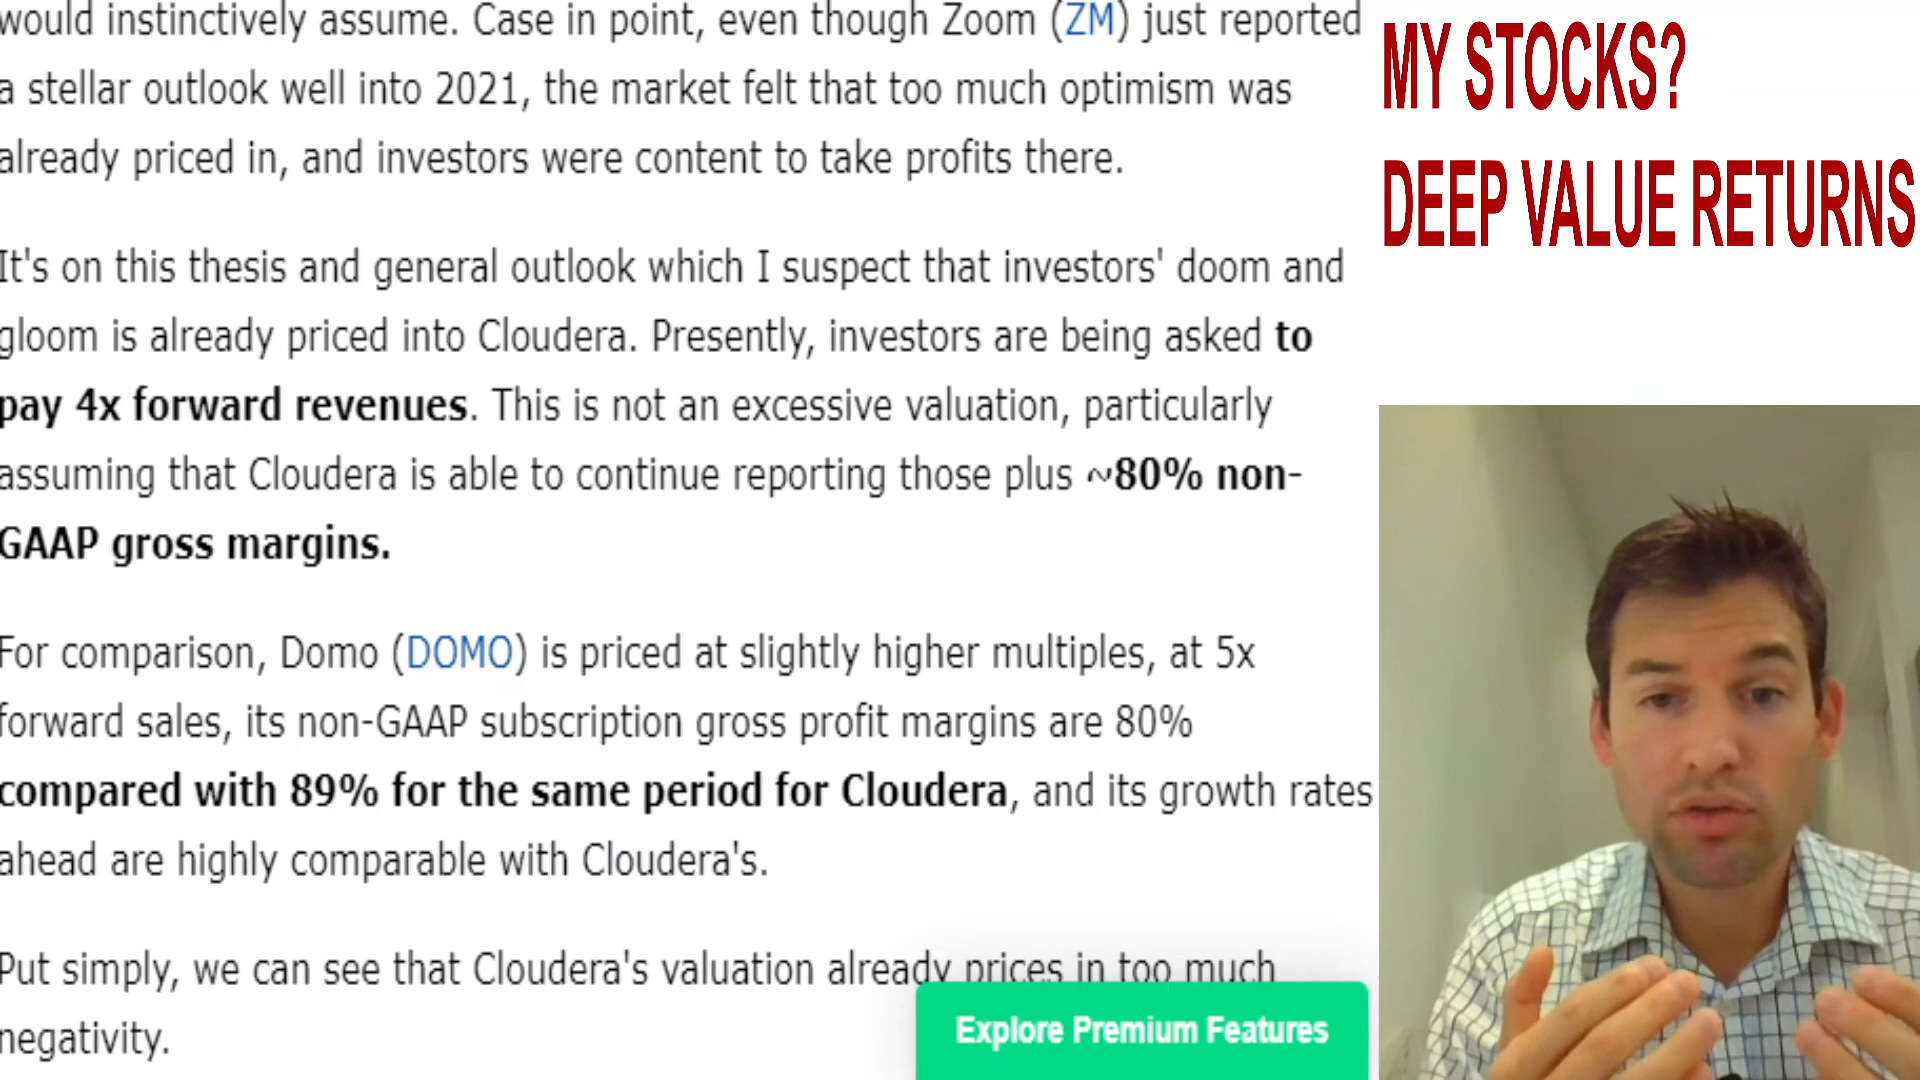 would instinctively assume. Case in point, even though Zoom (ZM) just reported
a stellar outlook well into 2021, the market felt that too much optimism was
already priced in, and investors were content to take profits there.
It's on this thesis and general outlook which I suspect that investors' doom and
gloom is already priced into Cloudera. Presently, investors are being asked to
pay 4x forward revenues. This is not an excessive valuation, particularly
assuming that Cloudera is able to continue reporting those plus ~80% non-
GAAP gross margins.
For comparison, Domo (DOMO) is priced at slightly higher multiples, at 5x
forward sales, its non-GAAP subscription gross profit margins are 80%
compared with 89% for the same period for Cloudera, and its growth rates
ahead are highly comparable with Cloudera's.
Put simply, we can see that Cloudera's valuation already prices in too much
negativity.
Explore Premium Features
MY STOCKS?
DEEP VALUE RETURNS